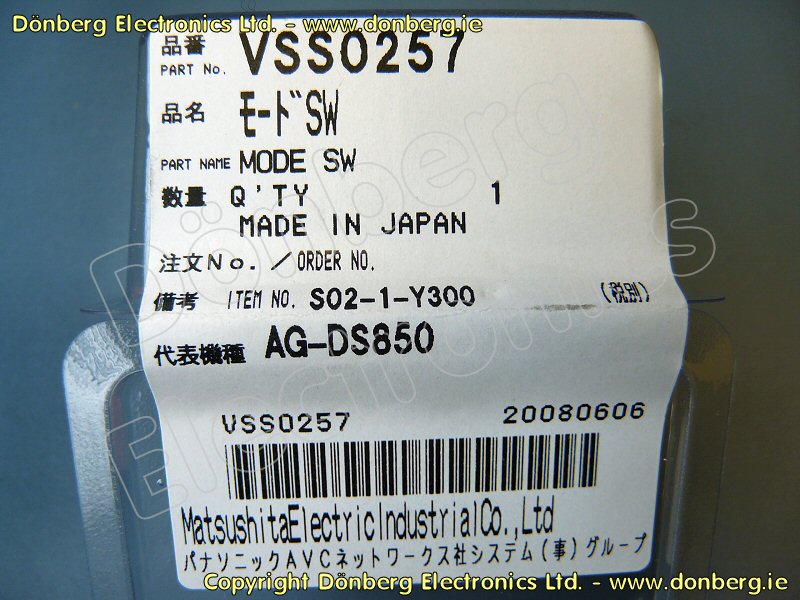 Dönberg Electronics Ltd. - www.donberg.ie
品番
PART No. VSS0257
品名 ﾓｰﾄﾞSW
PART NAME MODE SW
数量 Q'TY 1
MADE IN JAPAN
注文No./ORDER NO.
備考 ITEM NO. S02-1-Y300 (税別)
代表機種 AG-DS850
VSS0257 20080606
MatsushitaElectricIndustrialCo.,Ltd
パナソニックAVCネットワークス社システム(事)グループ
Dönberg Electronics
© Copyright Dönberg Electronics Ltd. - www.donberg.ie